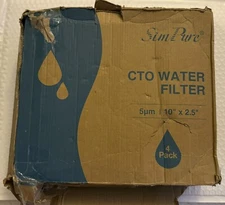 SimPure
CTO WATER
FILTER
5μm 10" x 2.5"
4
Pack